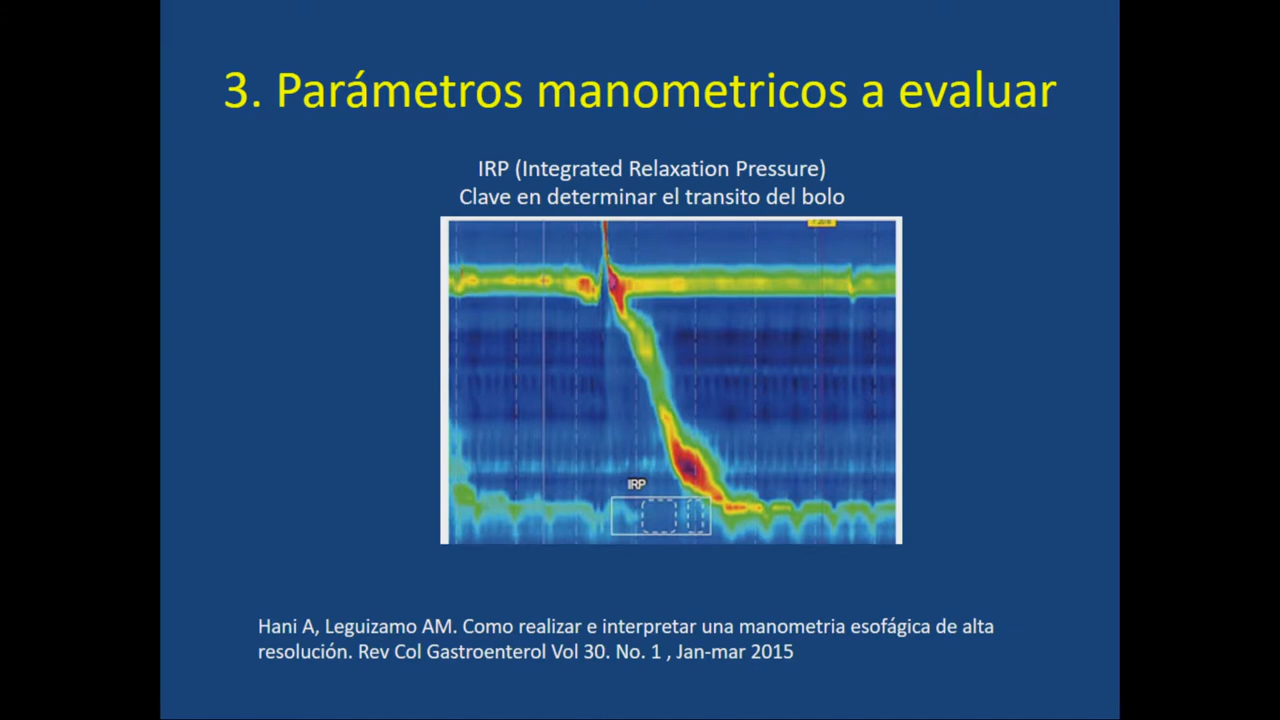 3. Parámetros manometricos a evaluar
IRP (Integrated Relaxation Pressure)
Clave en determinar el transito del bolo
IRP
Hani A, Leguizamo AM. Como realizar e interpretar una manometria esofágica de alta
resolución. Rev Col Gastroenterol Vol 30. No. 1 , Jan-mar 2015